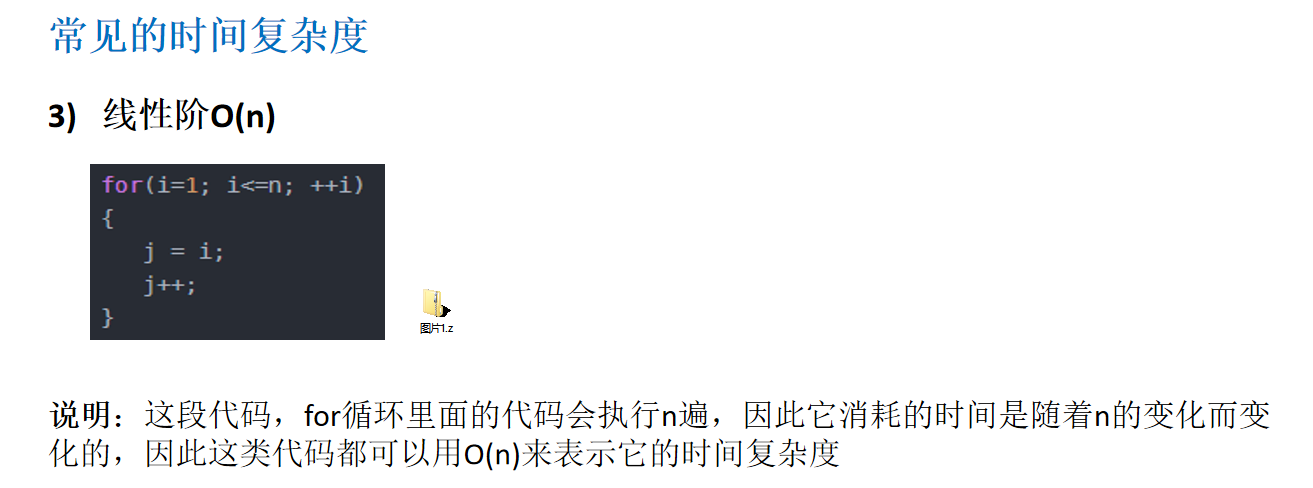 常见的时间复杂度
3) 线性阶O(n)
for(i=1; i<=n; ++i)
{
j = i;
j++;
}
图片1.z
说明：这段代码，for循环里面的代码会执行n遍，因此它消耗的时间是随着n的变化而变
化的，因此这类代码都可以用O(n)来表示它的时间复杂度